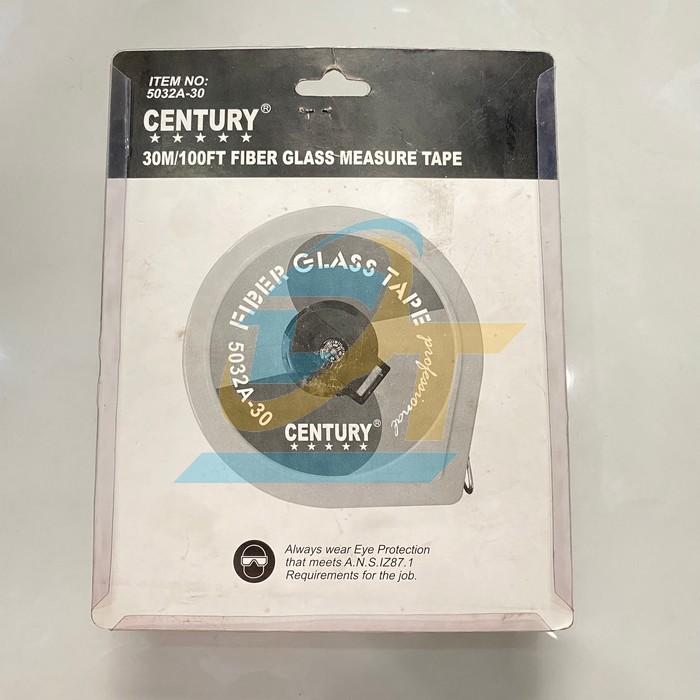 ITEM NO:
5032A-30
CENTURY®
30M/100FT FIBER GLASS MEASURE TAPE
FIBER GLASS TAPE
professional
5032A-30
CENTURY®
Always wear Eye Protection
that meets A.N.S.IZ87.1
Requirements for the job.